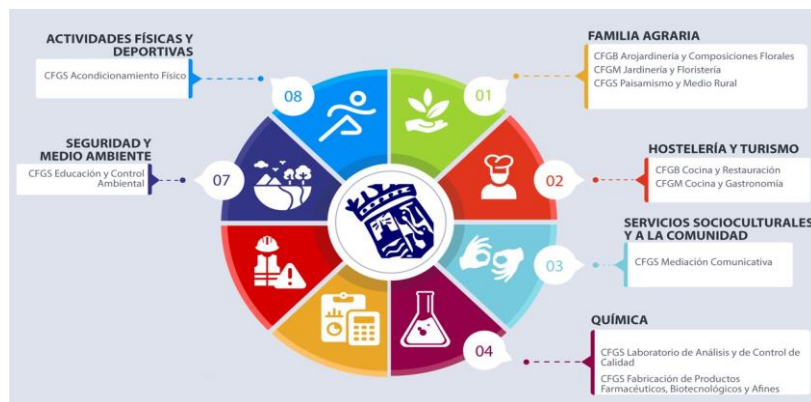 ACTIVIDADES FÍSICAS Y
DEPORTIVAS
CFGS Acondicionamiento Físico
08
SEGURIDAD Y
MEDIO AMBIENTE
CFGS Educación y Control
Ambiental
07
FAMILIA AGRARIA
CFGB Arojardinería y Composiciones Florales
CFGM Jardinería y Floristería
CFGS Paisamismo y Medio Rural
01
HOSTELERÍA Y TURISMO
CFGB Cocina y Restauración
CFGM Cocina y Gastronomía
02
SERVICIOS SOCIOCULTURALES
Y A LA COMUNIDAD
CFGS Mediación Comunicativa
03
QUÍMICA
CFGS Laboratorio de Análisis y de Control de
Calidad
CFGS Fabricación de Productos
Farmacéuticos, Biotecnológicos y Afines
04